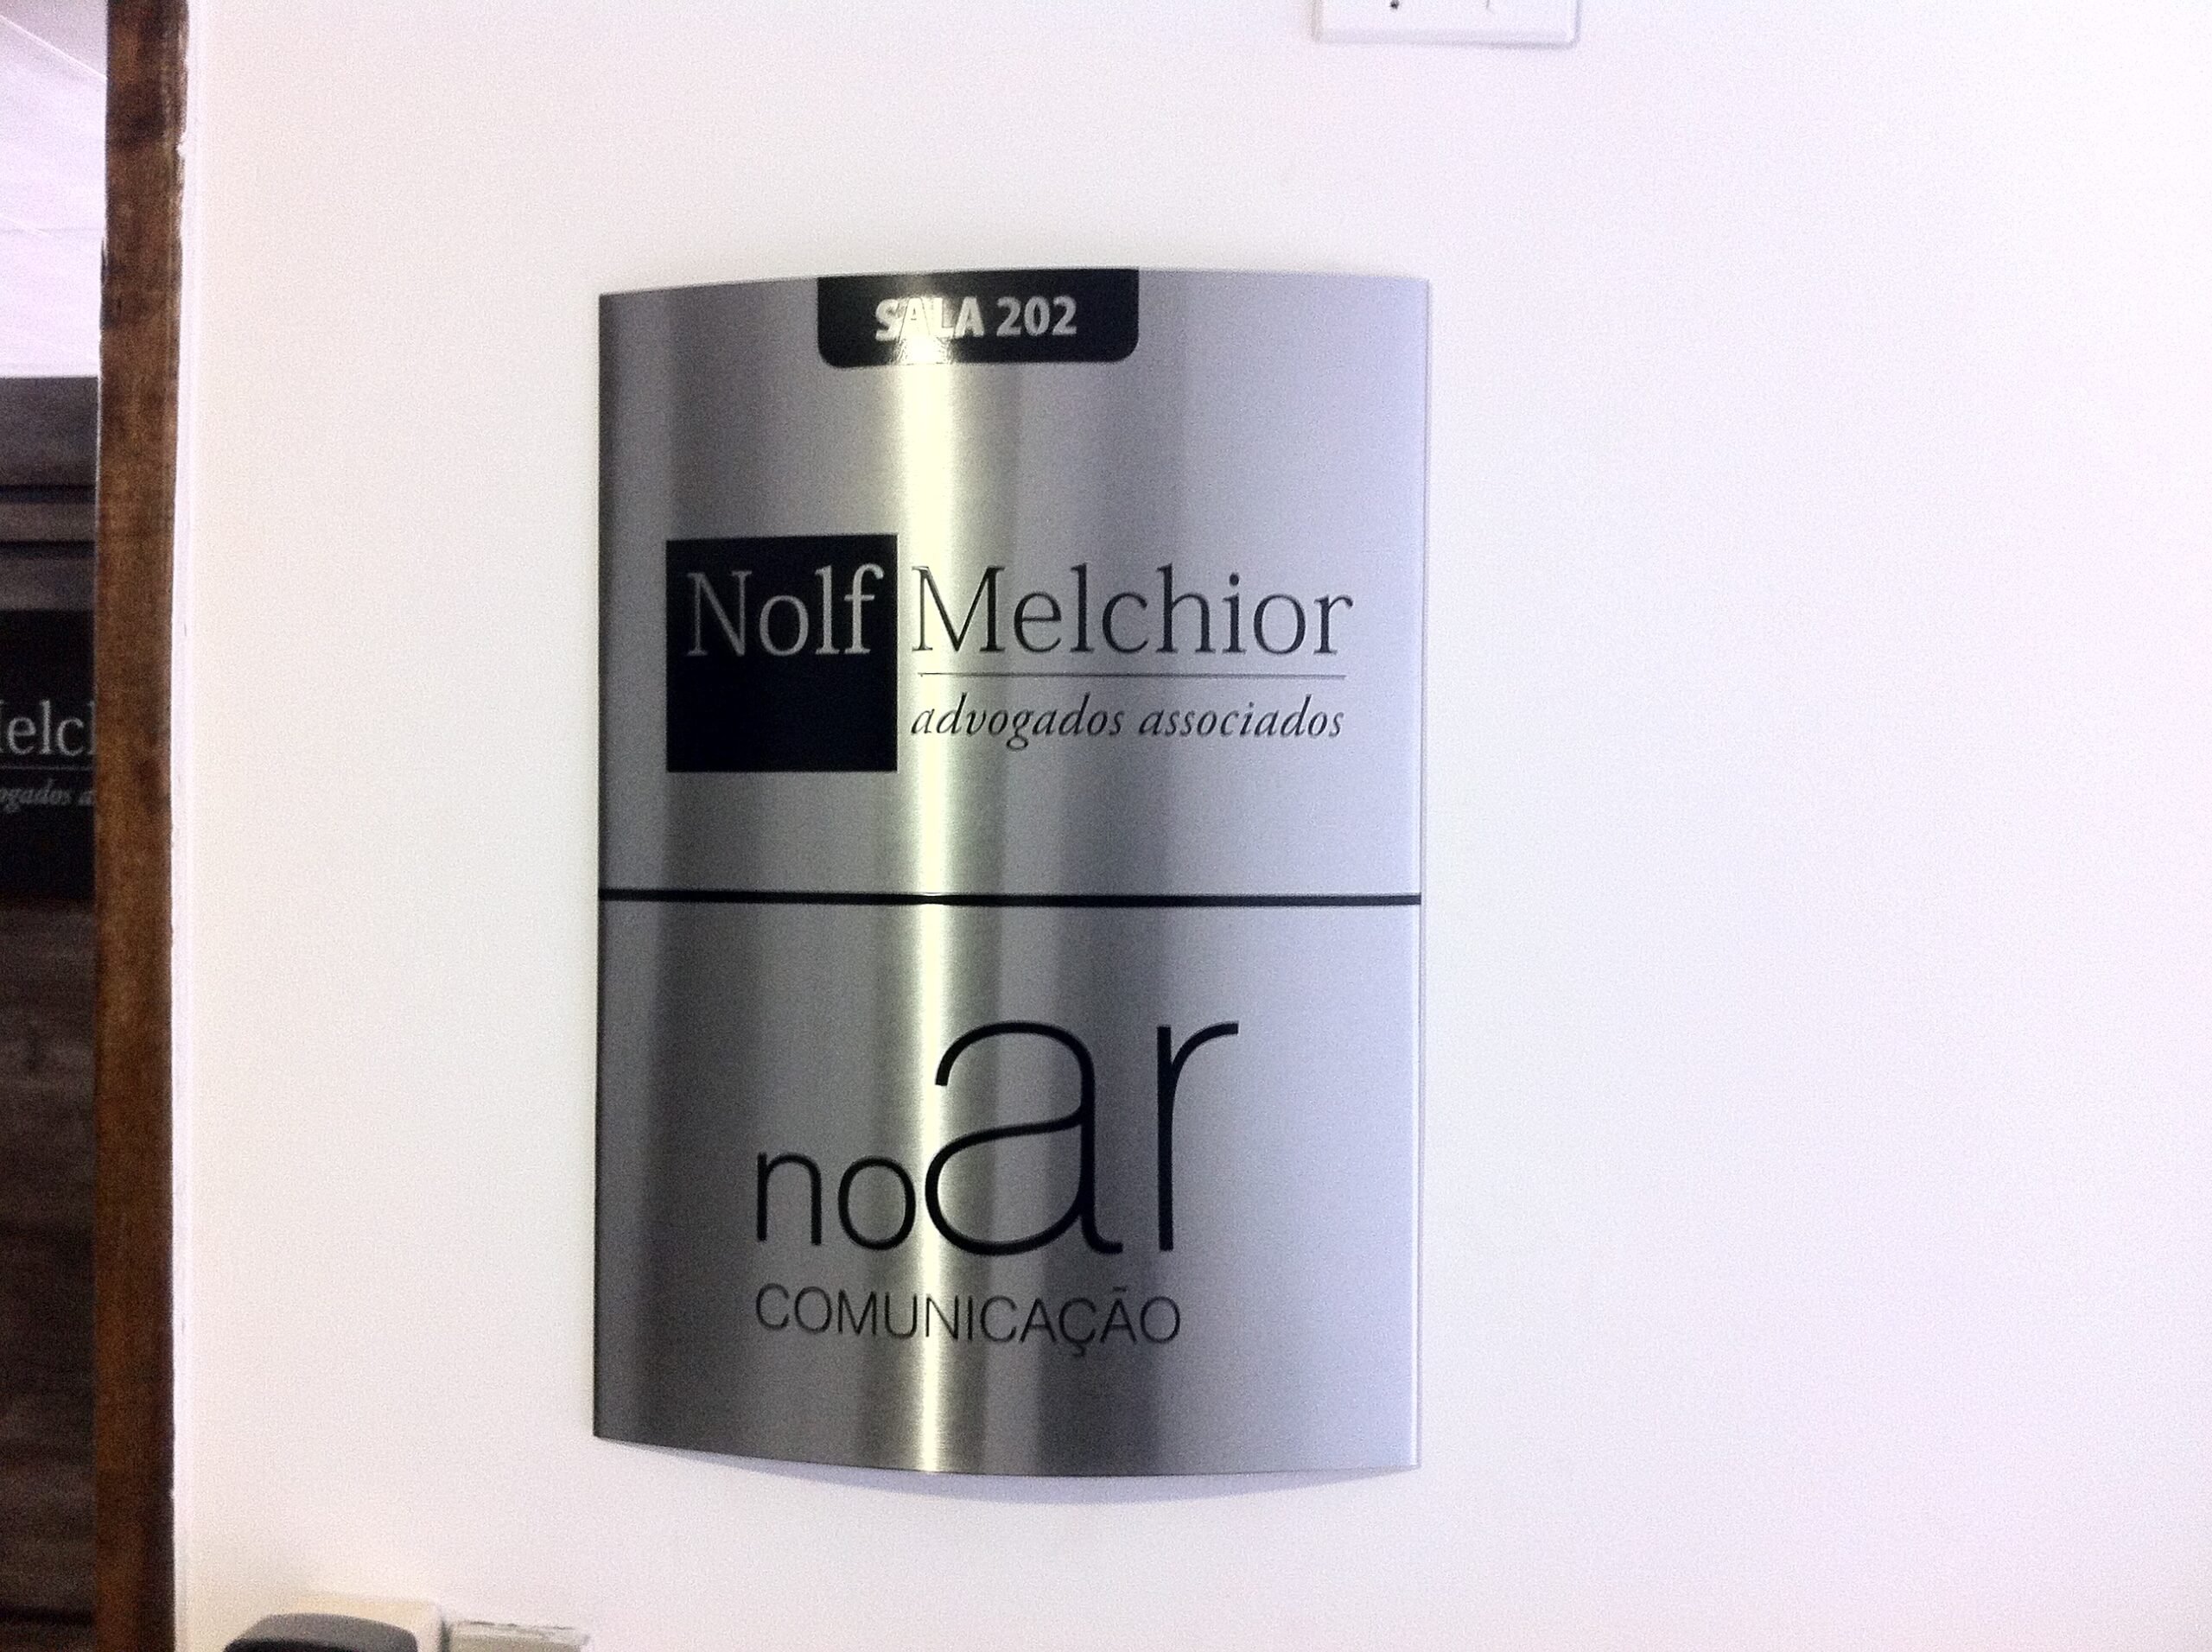 SALA 202
Nolf Melchior
advogados associados
noar
COMUNICAÇÃO